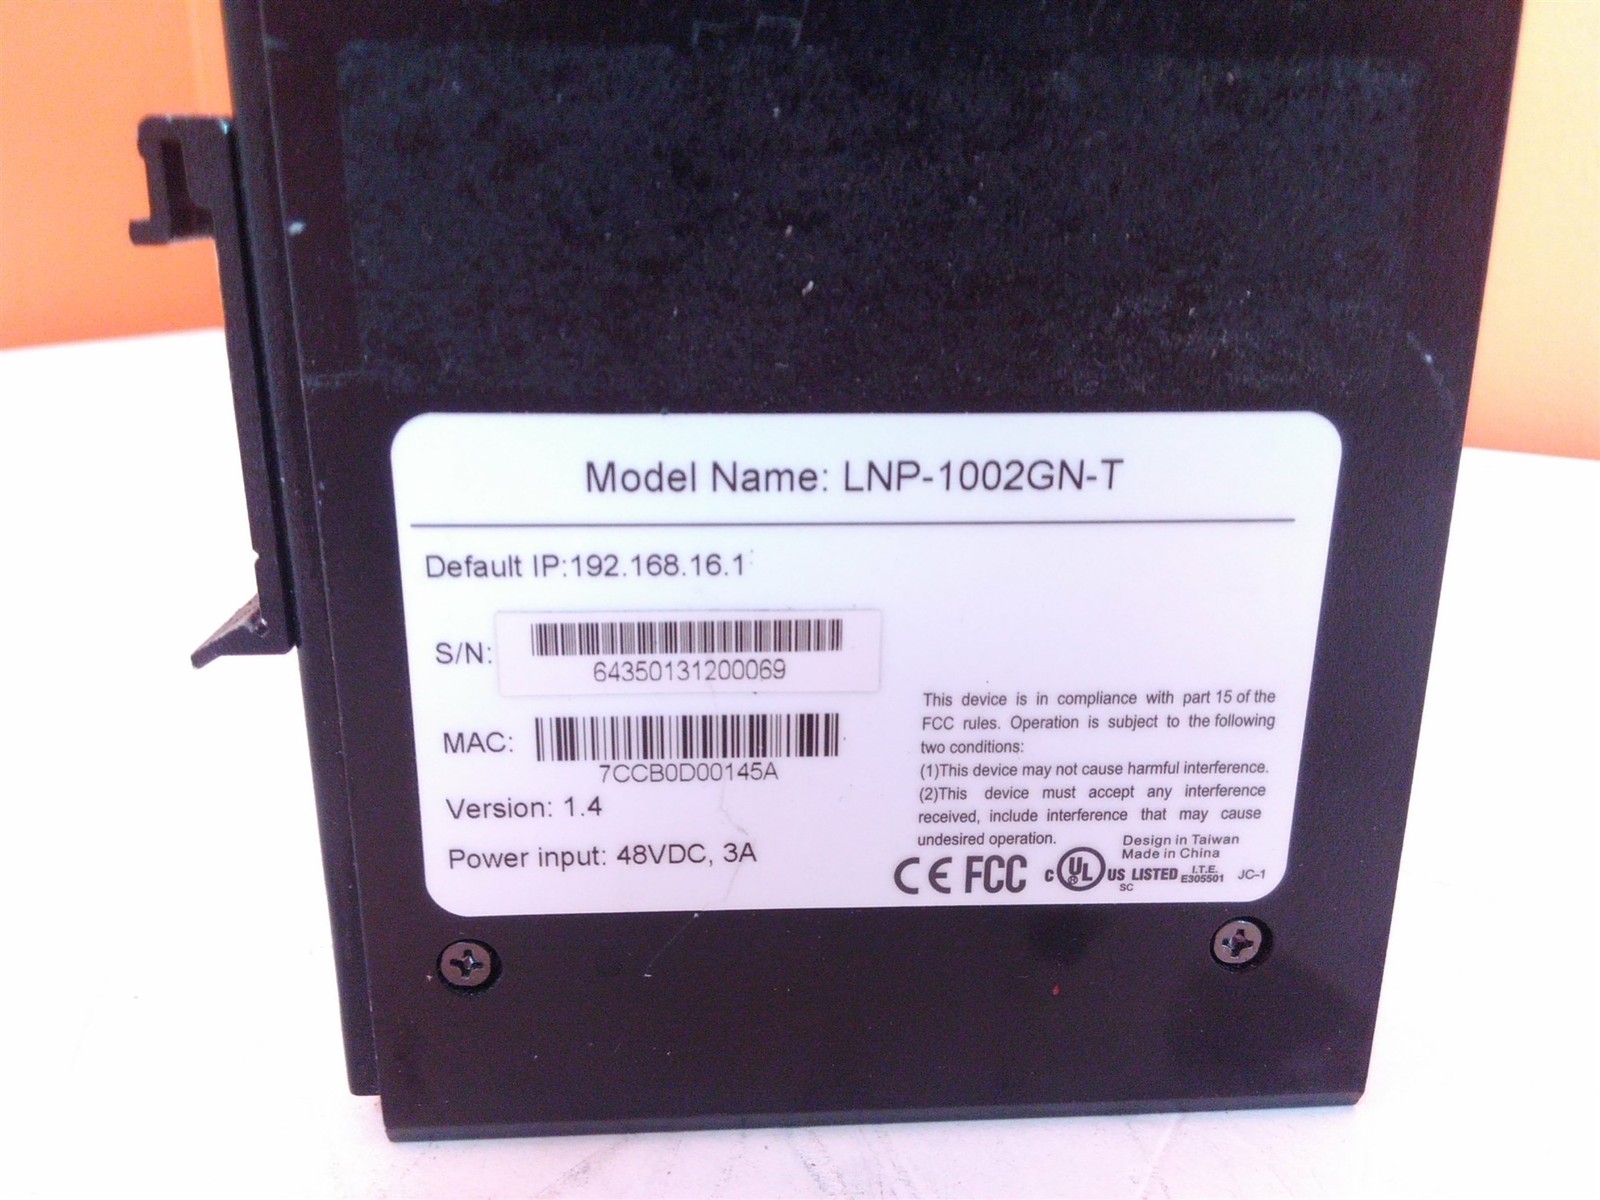 Model Name: LNP-1002GN-T
Default IP:192.168.16.1
S/N:
64350131200069
MAC:
7CCB0D00145A
Version: 1.4
Power input: 48VDC, 3A
This device is in compliance with part 15 of the
FCC rules. Operation is subject to the following
two conditions:
(1)This device may not cause harmful interference.
(2)This device must accept any interference
received, include interference that may cause
undesired operation.
Design in Taiwan
Made in China
CE FCC c UL US LISTED I.T.E. E305501 JC-1
SC